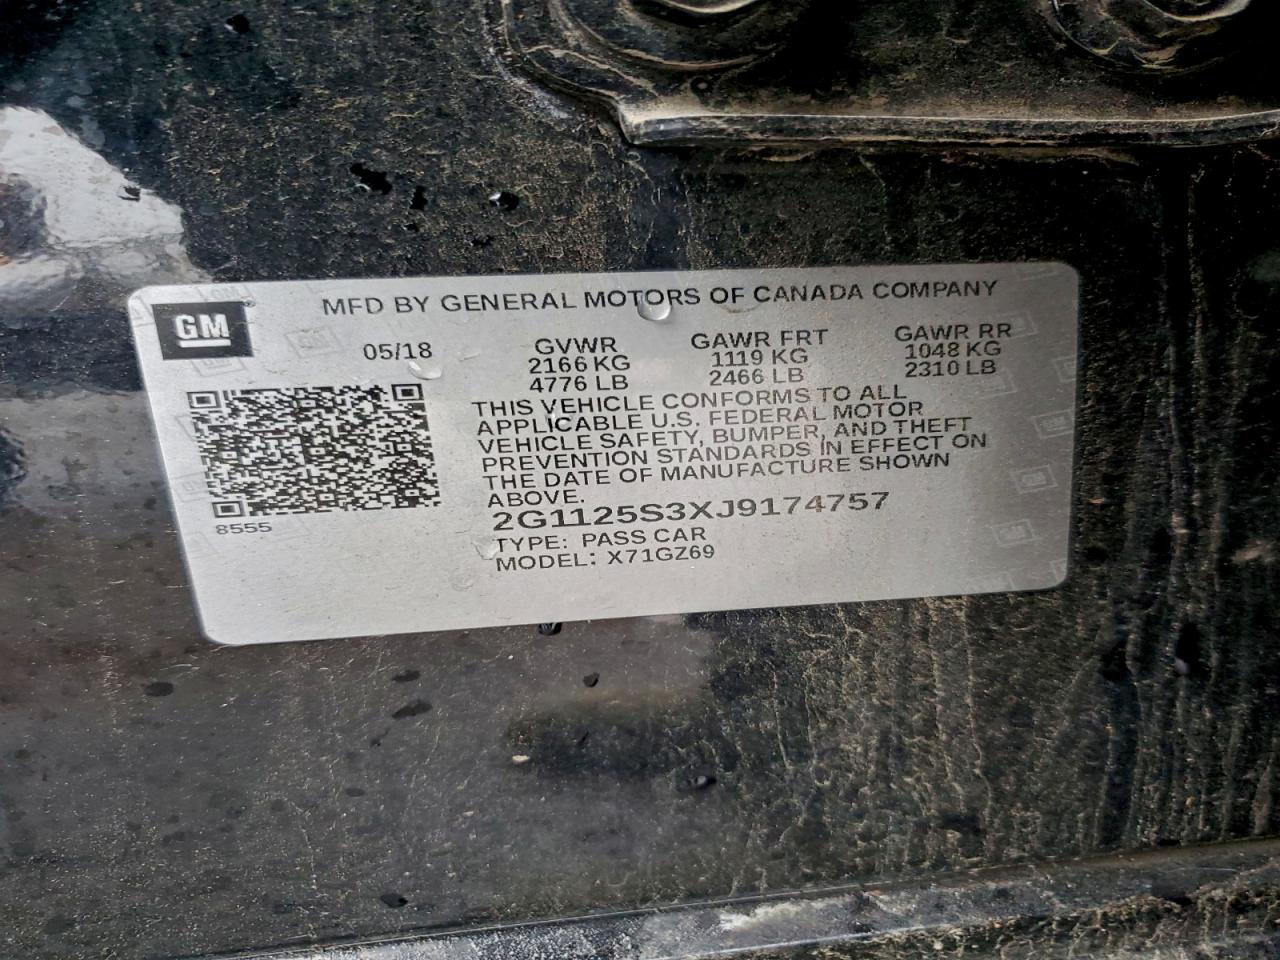 MFD BY GENERAL MOTORS OF CANADA COMPANY
GM
05/18
GVWR
2166 KG
4776 LB
GAWR FRT
1119 KG
2466 LB
GAWR RR
1048 KG
2310 LB
THIS VEHICLE CONFORMS TO ALL
APPLICABLE U.S. FEDERAL MOTOR
VEHICLE SAFETY, BUMPER, AND THEFT
PREVENTION STANDARDS IN EFFECT ON
THE DATE OF MANUFACTURE SHOWN
ABOVE.
8555
2G1125S3XJ9174757
TYPE: PASS CAR
MODEL: X71GZ69